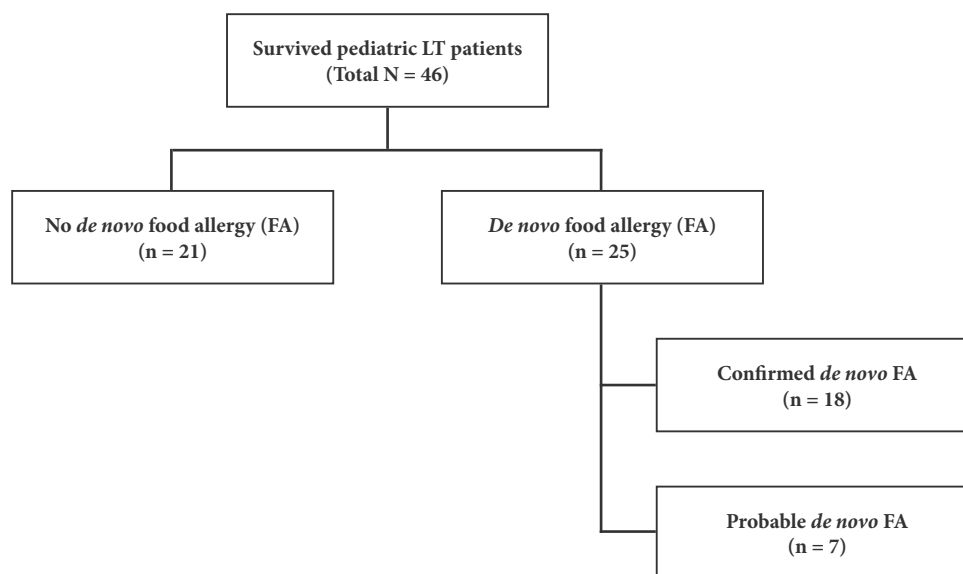 Survived pediatric LT patients
(Total N = 46)
No de novo food allergy (FA)
(n = 21)
De novo food allergy (FA)
(n = 25)
Confirmed de novo FA
(n = 18)
Probable de novo FA
(n = 7)